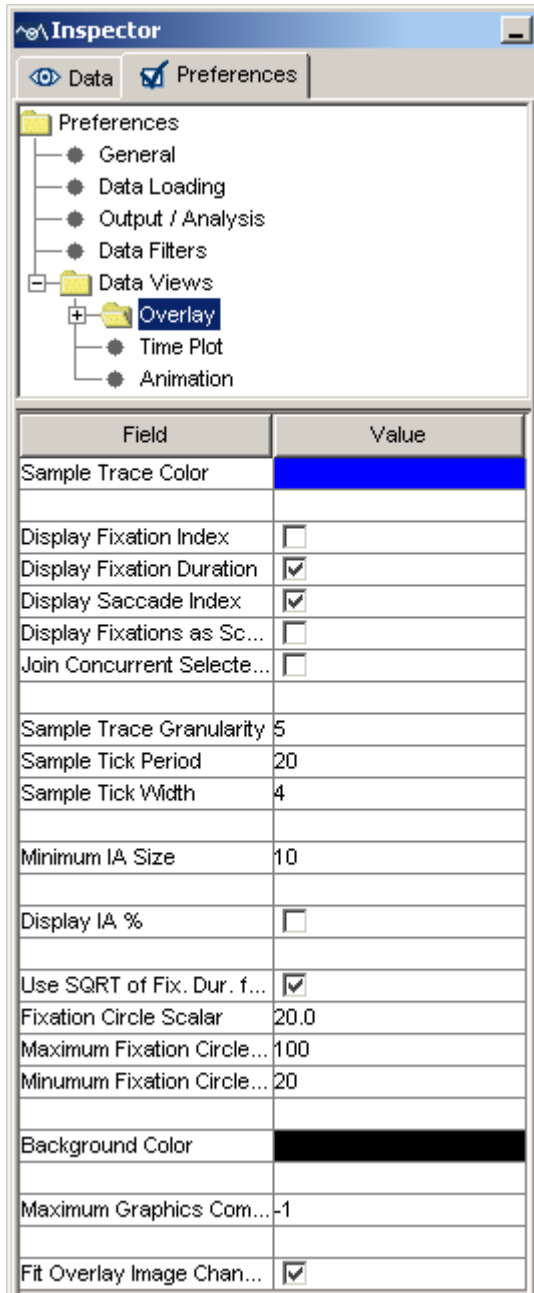 Inspector
Data Preferences
Preferences
General
Data Loading
Output / Analysis
Data Filters
Data Views
Overlay
Time Plot
Animation
Field Value
Sample Trace Color
Display Fixation Index
Display Fixation Duration
Display Saccade Index
Display Fixations as Sc...
Join Concurrent Selecte...
Sample Trace Granularity 5
Sample Tick Period 20
Sample Tick Width 4
Minimum IA Size 10
Display IA %
Use SQRT of Fix. Dur. f...
Fixation Circle Scalar 20.0
Maximum Fixation Circle... 100
Minumum Fixation Circle... 20
Background Color
Maximum Graphics Com... -1
Fit Overlay Image Chan...